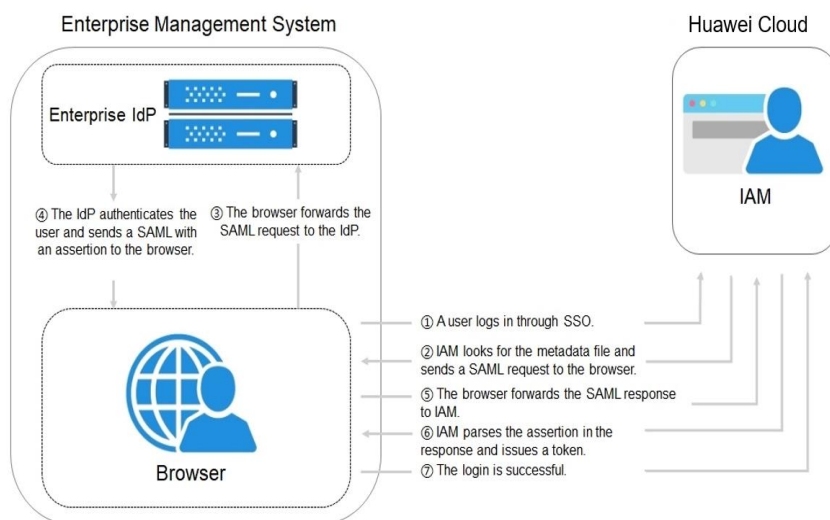 Enterprise Management System
Huawei Cloud
Enterprise IdP
IAM
④ The IdP authenticates the
user and sends a SAML with
an assertion to the browser.
③ The browser forwards the
SAML request to the IdP.
① A user logs in through SSO.
② IAM looks for the metadata file and
sends a SAML request to the browser.
⑤ The browser forwards the SAML response
to IAM.
⑥ IAM parses the assertion in the
response and issues a token.
⑦ The login is successful.
Browser